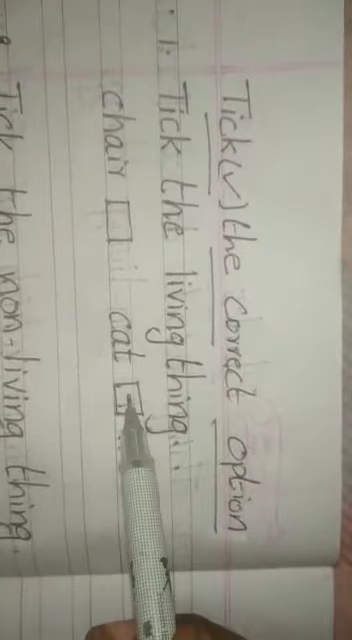 Tick(✓) the correct option
1. Tick the living thing.
chair □ cat □
Tick the non-living thing.